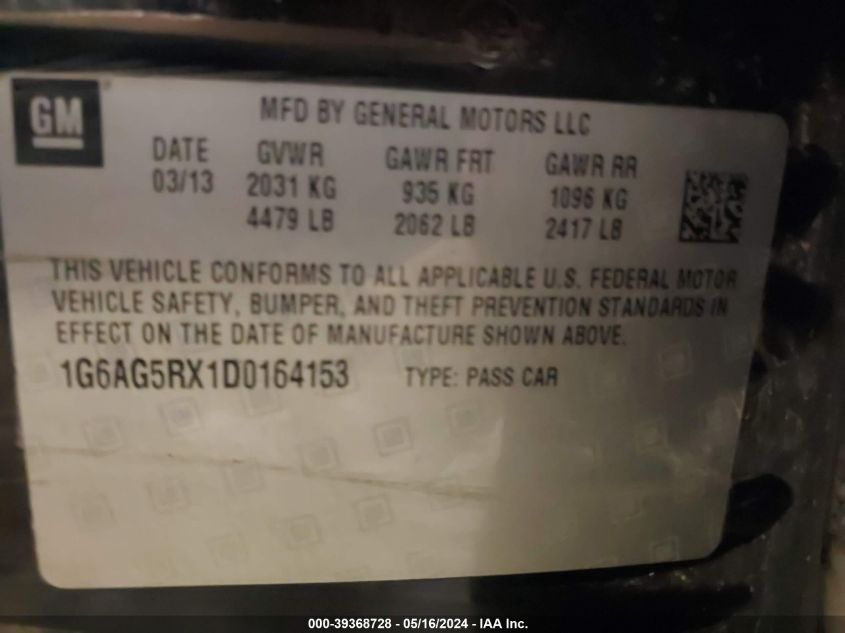 GM
MFD BY GENERAL MOTORS LLC
DATE GVWR GAWR FRT GAWR RR
03/13 2031 KG 935 KG 1096 KG
4479 LB 2062 LB 2417 LB
THIS VEHICLE CONFORMS TO ALL APPLICABLE U.S. FEDERAL MOTOR
VEHICLE SAFETY, BUMPER, AND THEFT PREVENTION STANDARDS IN
EFFECT ON THE DATE OF MANUFACTURE SHOWN ABOVE.
1G6AG5RX1D0164153 TYPE: PASS CAR
000-39368728 - 05/16/2024 - IAA Inc.